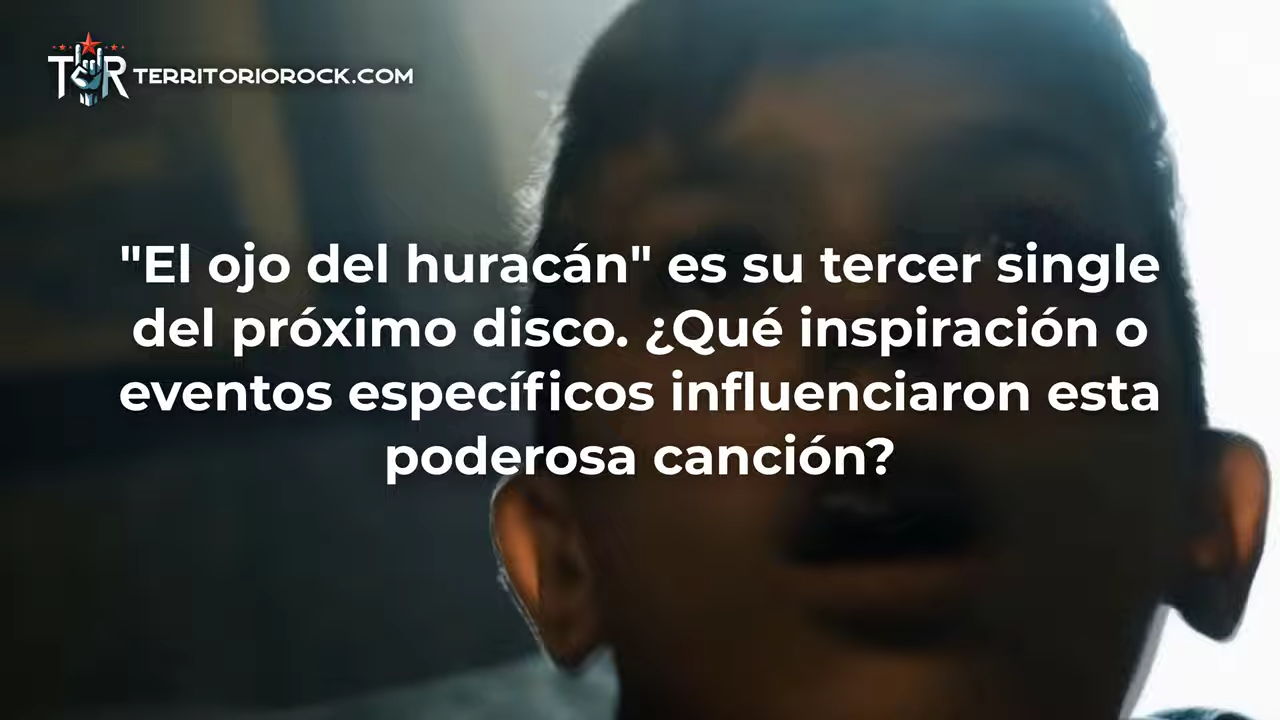 TR TERRITORIOROCK.COM
"El ojo del huracán" es su tercer single
del próximo disco. ¿Qué inspiración o
eventos específicos influenciaron esta
poderosa canción?